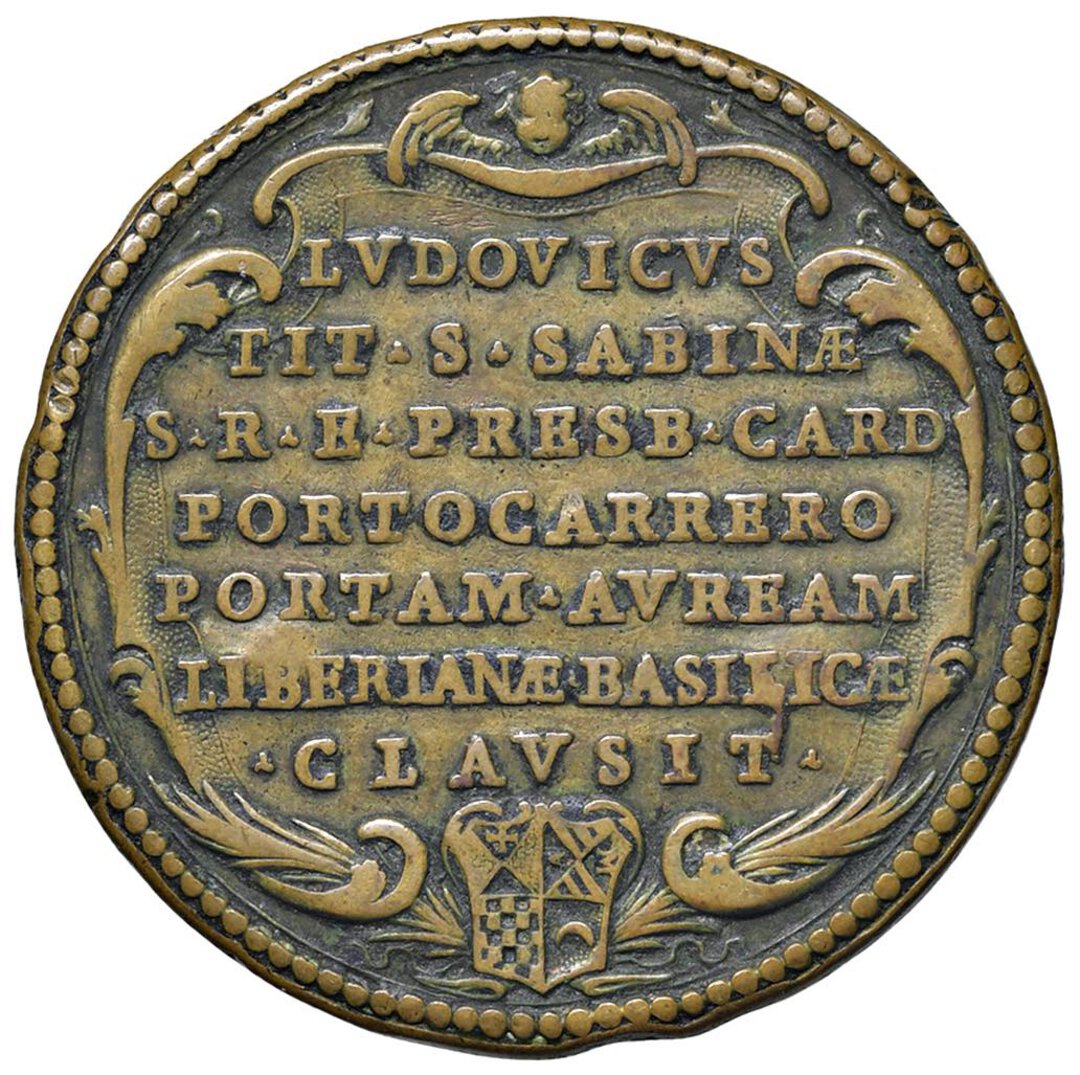 LVDOVICVS
TIT · S · SABINÆ
S · R · E · PRESB · CARD
PORTOCARRERO
PORTAM · AVREAM
LIBERIANÆ · BASILICÆ
· CLAVSIT ·